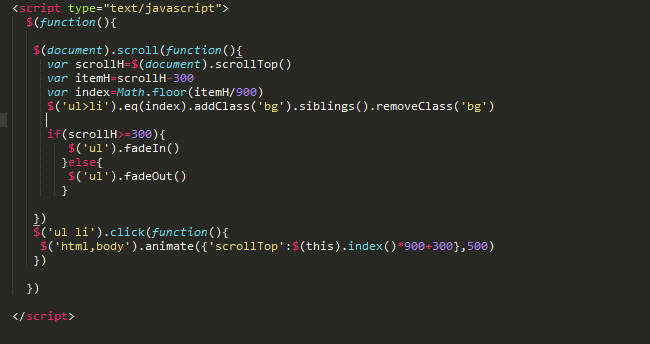 <script type="text/javascript">
$(function(){
$(document).scroll(function(){
var scrollH=$(document).scrollTop()
var itemH=scrollH-300
var index=Math.floor(itemH/900)
$('ul>li').eq(index).addClass('bg').siblings().removeClass('bg')
if(scrollH>=300){
$('ul').fadeIn()
}else{
$('ul').fadeOut()
}
})
$('ul li').click(function(){
$('html,body').animate({'scrollTop':$(this).index()*900+300},500)
})
})
</script>